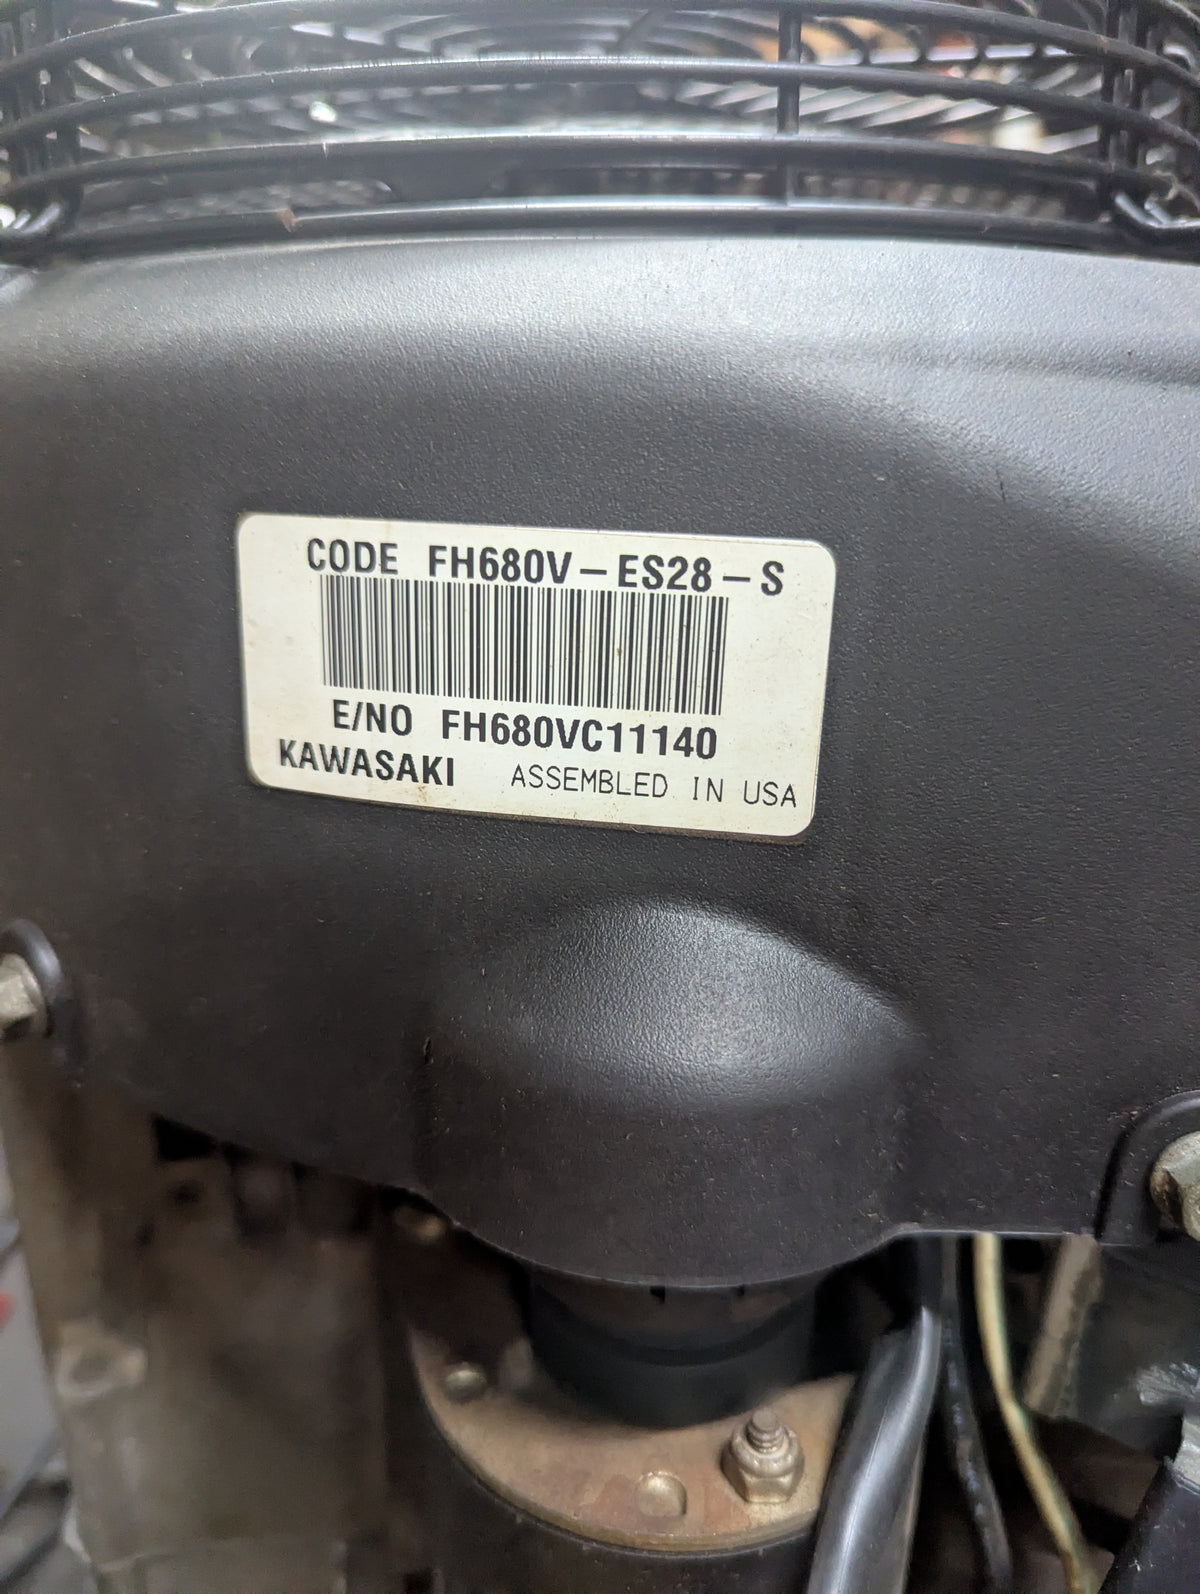 CODE FH680V-ES28-S
E/NO FH680VC11140
KAWASAKI ASSEMBLED IN USA